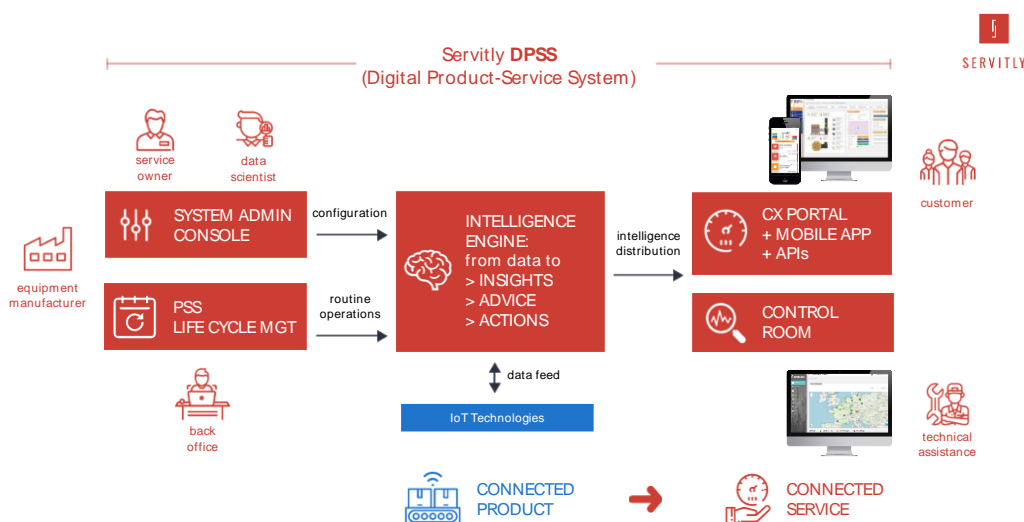 Servitly DPSS
(Digital Product-Service System)
SERVITLY
service
owner
data
scientist
customer
equipment
manufacturer
SYSTEM ADMIN
CONSOLE
configuration
PSS
LIFE CYCLE MGT
routine
operations
INTELLIGENCE
ENGINE:
from data to
> INSIGHTS
> ADVICE
> ACTIONS
intelligence
distribution
CX PORTAL
+ MOBILE APP
+ APIs
CONTROL
ROOM
data feed
IoT Technologies
back
office
technical
assistance
CONNECTED
PRODUCT
CONNECTED
SERVICE